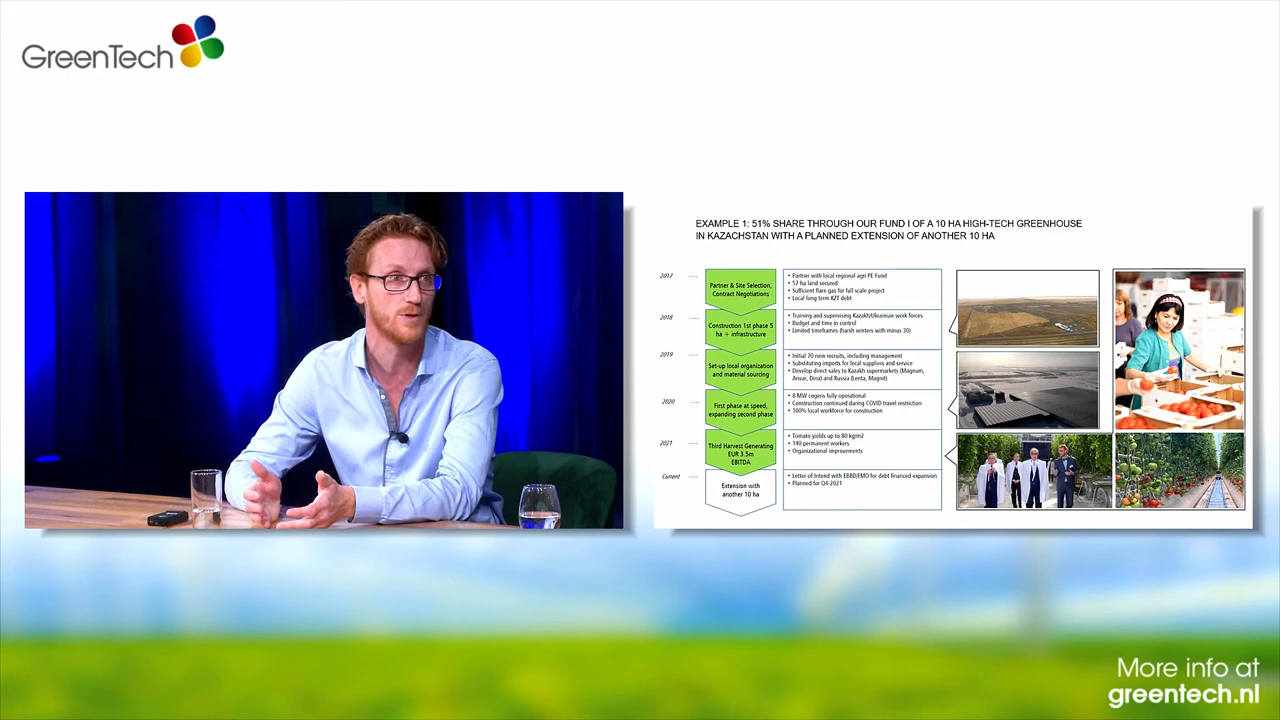 GreenTech
EXAMPLE 1: 51% SHARE THROUGH OUR FUND I OF A 10 HA HIGH-TECH GREENHOUSE
IN KAZACHSTAN WITH A PLANNED EXTENSION OF ANOTHER 10 HA
2017
Partner & Site Selection,
Contract Negotiations
• Partner with local regional agri PE Fund
• 57 ha land secured
• Sufficient flare gas for full scale project
• Local long term KZT debt
2018
Construction 1st phase 5
ha + infrastructure
• Training and supervising Kazakh/Ukrainian work forces
• Budget and time in control
• Limited timeframes (harsh winters with minus 30)
2019
Set-up local organization
and material sourcing
• Initial 70 new recruits, including management
• Substituting imports for local suppliers and service
• Develop direct sales to Kazakh supermarkets (Magnum,
Anvar, Dina) and Russia (Lenta, Magnit)
2020
First phase at speed,
expanding second phase
• 8 MW cogens fully operational
• Construction continued during COVID travel restriction
• 100% local workforce for construction
2021
Third Harvest Generating
EUR 3.5m
EBITDA
• Tomato yields up to 80 kg/m2
• 140 permanent workers
• Organizational improvements
Current
Extension with
another 10 ha
• Letter-of-Intend with EBRD/FMO for debt financed expansion
• Planned for Q4-2021
More info at
greentech.nl